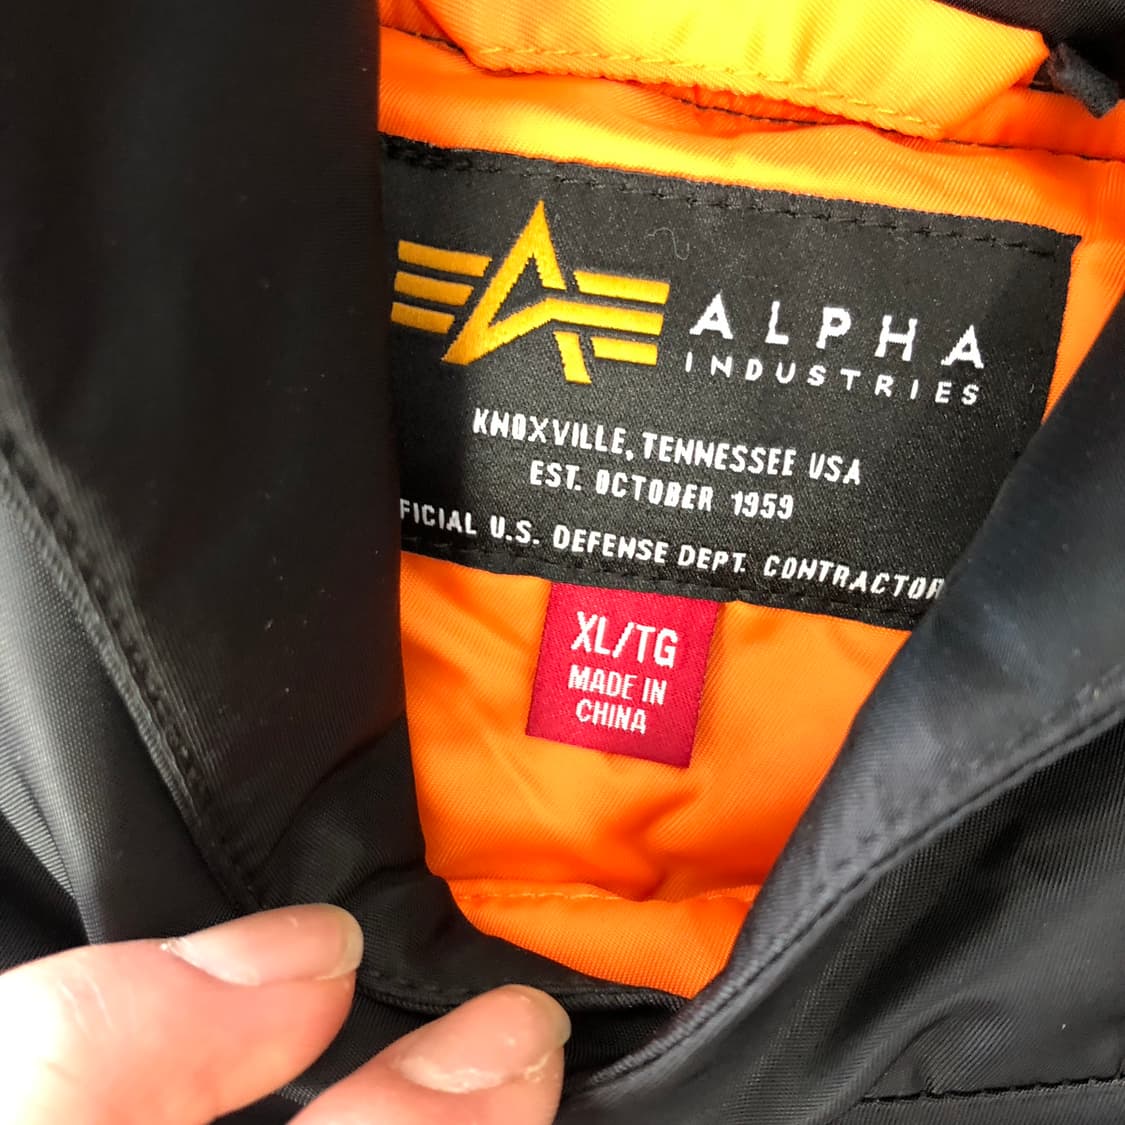 ALPHA
INDUSTRIES
KNOXVILLE, TENNESSEE USA
EST. OCTOBER 1959
FICIAL U.S. DEFENSE DEPT. CONTRACTOR
XL/TG
MADE IN
CHINA